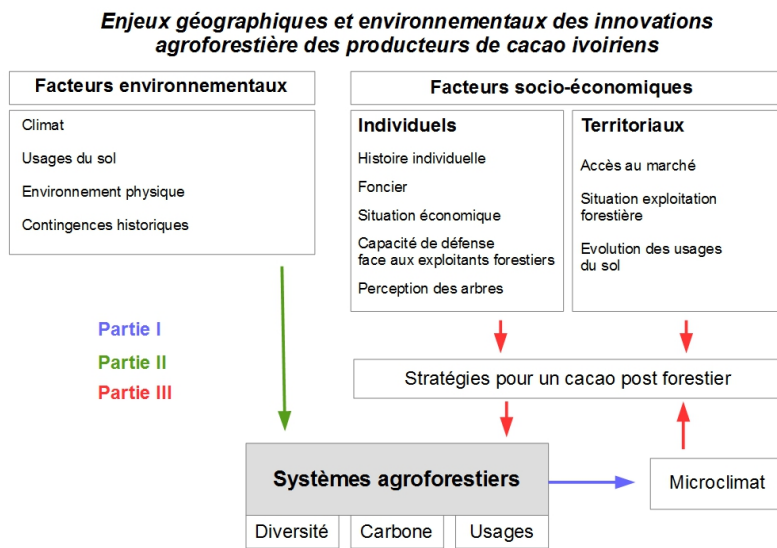 Enjeux géographiques et environnementaux des innovations
agroforestière des producteurs de cacao ivoiriens
Facteurs environnementaux
Climat
Usages du sol
Environnement physique
Contingences historiques
Facteurs socio-économiques
Individuels
Histoire individuelle
Foncier
Situation économique
Capacité de défense
face aux exploitants forestiers
Perception des arbres
Territoriaux
Accès au marché
Situation exploitation
forestière
Evolution des usages
du sol
Partie I
Partie II
Partie III
Stratégies pour un cacao post forestier
Systèmes agroforestiers
Diversité
Carbone
Usages
Microclimat